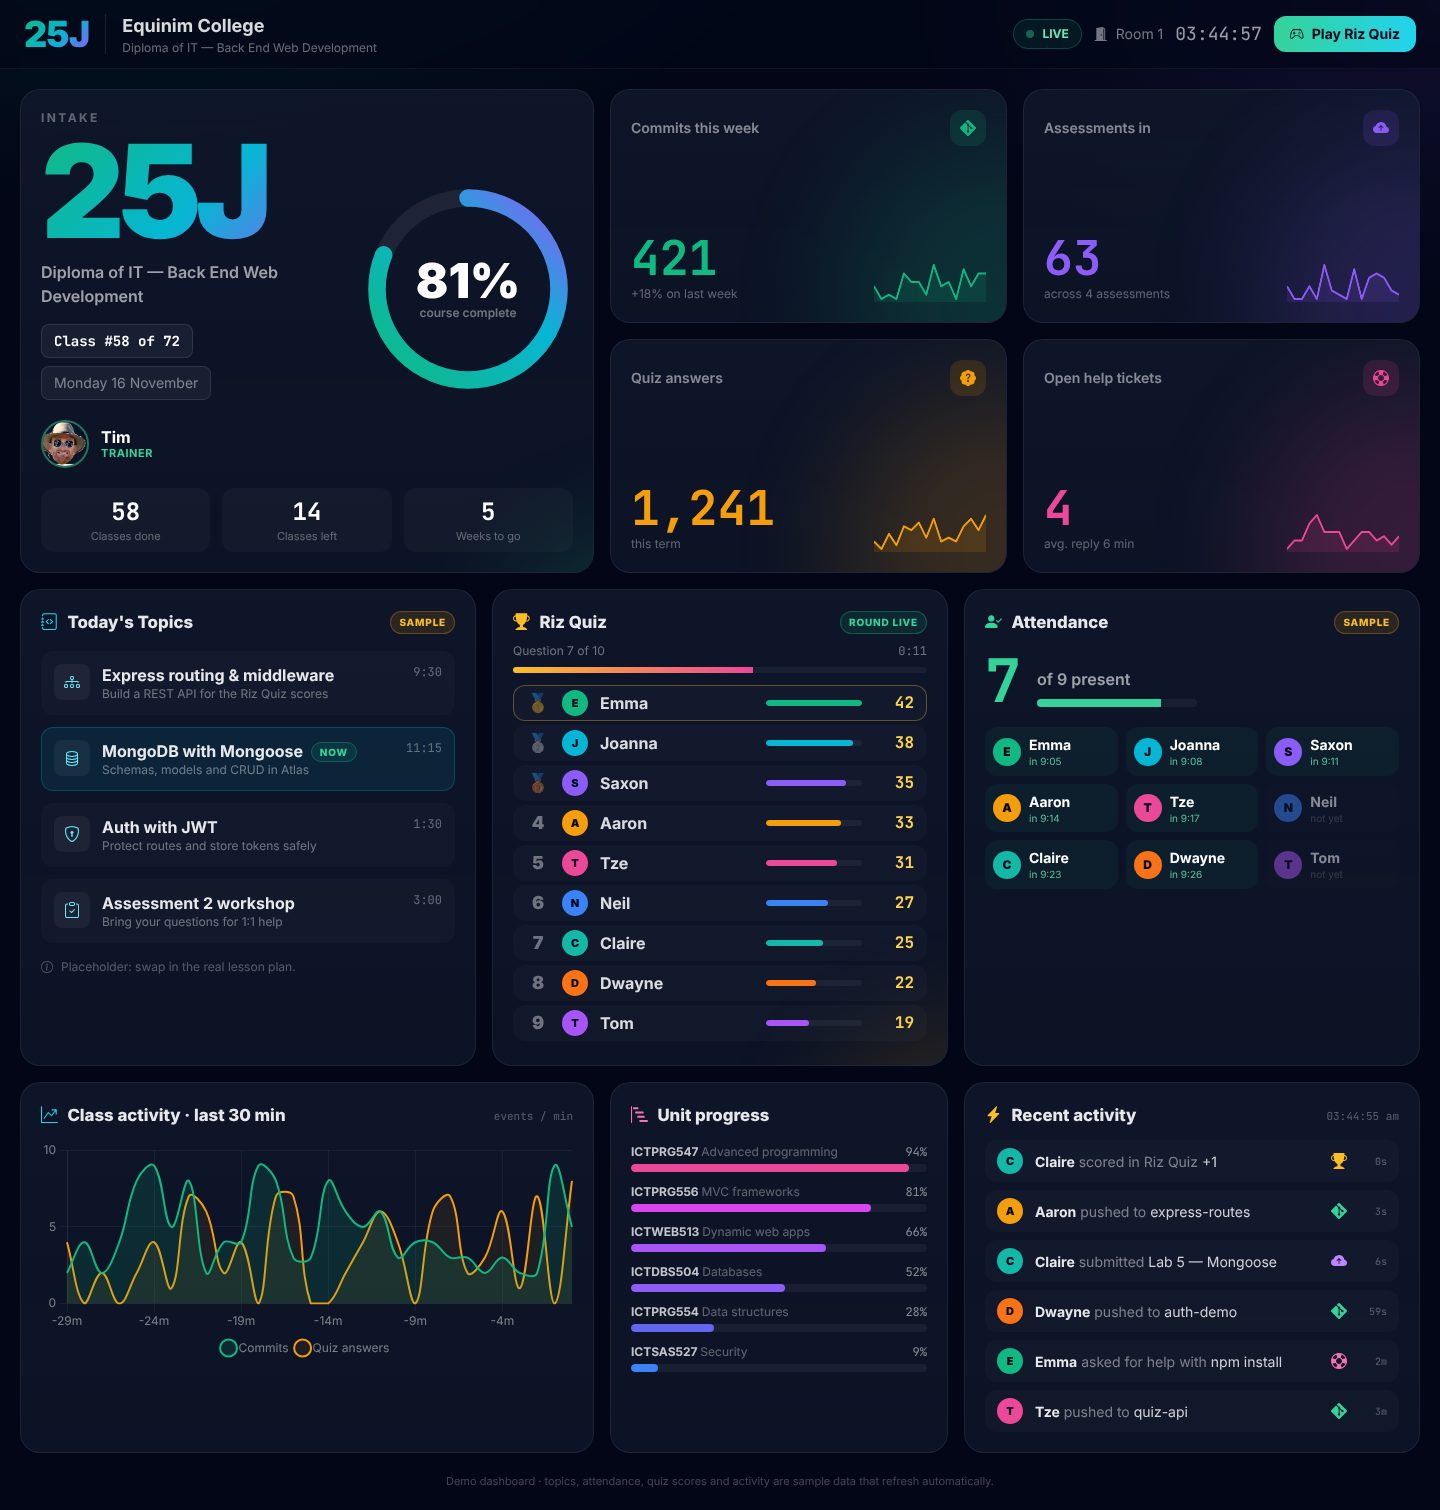 25J
Equinim College
Diploma of IT — Back End Web Development
LIVE
Room 1
03:44:57
Play Riz Quiz
INTAKE
25J
Diploma of IT — Back End Web
Development
Class #58 of 72
Monday 16 November
81%
course complete
Tim
TRAINER
58
Classes done
14
Classes left
5
Weeks to go
Commits this week
421
+18% on last week
Assessments in
63
across 4 assessments
Quiz answers
1,241
this term
Open help tickets
4
avg. reply 6 min
Today's Topics
SAMPLE
Express routing & middleware
9:30
Build a REST API for the Riz Quiz scores
MongoDB with Mongoose NOW
11:15
Schemas, models and CRUD in Atlas
Auth with JWT
1:30
Protect routes and store tokens safely
Assessment 2 workshop
3:00
Bring your questions for 1:1 help
Placeholder: swap in the real lesson plan.
Riz Quiz
ROUND LIVE
Question 7 of 10
0:11
E Emma 42
J Joanna 38
S Saxon 35
4 A Aaron 33
5 T Tze 31
6 N Neil 27
7 C Claire 25
8 D Dwayne 22
9 T Tom 19
Attendance
SAMPLE
7
of 9 present
E Emma
in 9:05
J Joanna
in 9:08
S Saxon
in 9:11
A Aaron
in 9:14
T Tze
in 9:17
N Neil
not yet
C Claire
in 9:23
D Dwayne
in 9:26
T Tom
not yet
Class activity · last 30 min
events / min
10
5
0
-29m -24m -19m -14m -9m -4m
Commits Quiz answers
Unit progress
ICTPRG547 Advanced programming 94%
ICTPRG556 MVC frameworks 81%
ICTWEB513 Dynamic web apps 66%
ICTDBS504 Databases 52%
ICTPRG554 Data structures 28%
ICTSAS527 Security 9%
Recent activity
03:44:55 am
C Claire scored in Riz Quiz +1 0s
A Aaron pushed to express-routes 3s
C Claire submitted Lab 5 — Mongoose 6s
D Dwayne pushed to auth-demo 59s
E Emma asked for help with npm install 2m
T Tze pushed to quiz-api 3m
Demo dashboard · topics, attendance, quiz scores and activity are sample data that refresh automatically.